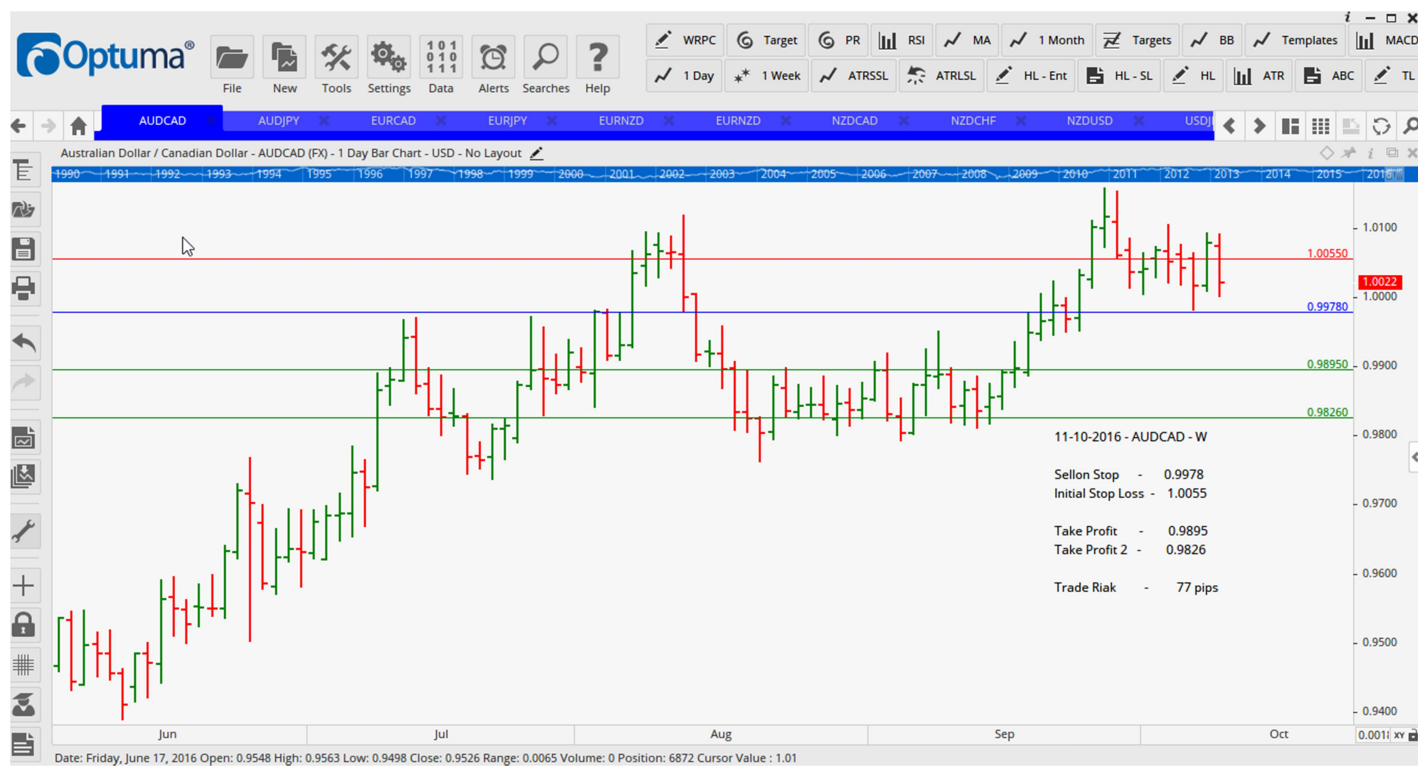 Optuma®
File
New
Tools
Settings
101
010
111
Data
Alerts
Searches
Help
WRPC
Target
PR
RSI
MA
1 Month
Targets
BB
Templates
MACD
1 Day
1 Week
ATRSSL
ATRLSL
HL - Ent
HL - SL
HL
ATR
ABC
TL
AUDCAD
AUDJPY
EURCAD
EURJPY
EURNZD
EURNZD
NZDCAD
NZDCHF
NZDUSD
Australian Dollar / Canadian Dollar - AUDCAD (FX) - 1 Day Bar Chart - USD - No Layout
1990 1991 1992 1993 1994 1995 1996 1997 1998 1999 2000 2001 2002 2003 2004 2005 2006 2007 2008 2009 2010 2011 2012 2013 2014 2015 2016
1.0100
1.00550
1.0022
1.0000
0.99780
0.9900
0.98950
0.98260
0.9800
0.9700
0.9600
0.9500
0.9400
11-10-2016 - AUDCAD - W
Sellon Stop - 0.9978
Initial Stop Loss - 1.0055
Take Profit - 0.9895
Take Profit 2 - 0.9826
Trade Riak - 77 pips
Jun Jul Aug Sep Oct
XY
Date: Friday, June 17, 2016 Open: 0.9548 High: 0.9563 Low: 0.9498 Close: 0.9526 Range: 0.0065 Volume: 0 Position: 6872 Cursor Value : 1.01